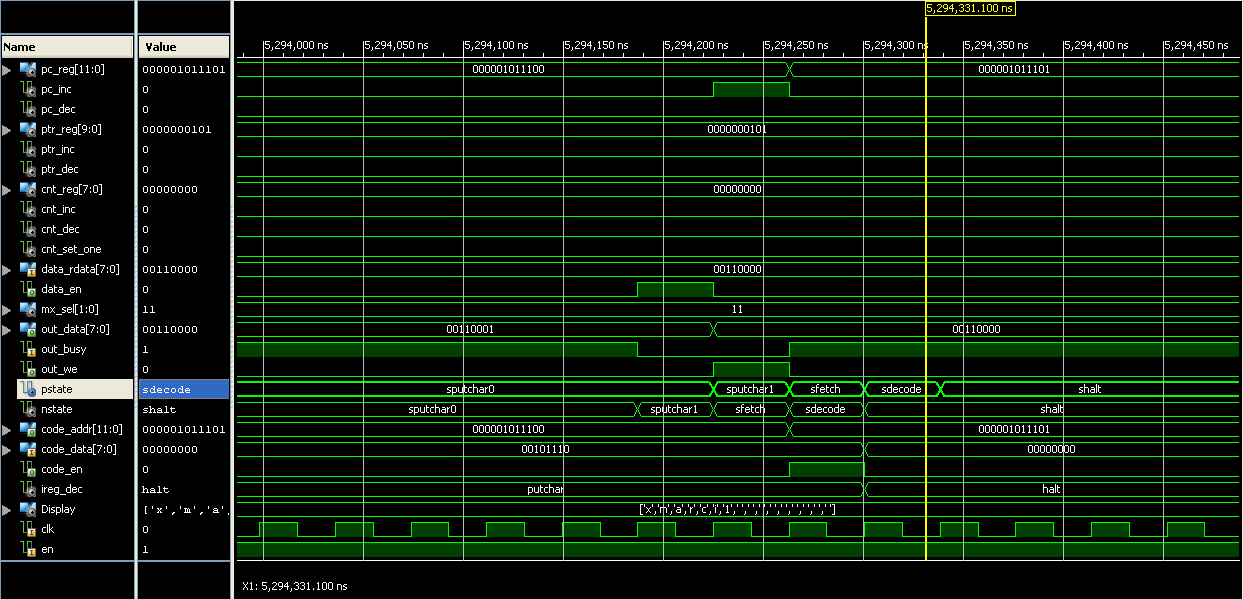 5,294,331.100 ns
Name Value 5,294,000 ns 5,294,050 ns 5,294,100 ns 5,294,150 ns 5,294,200 ns 5,294,250 ns 5,294,300 ns 5,294,350 ns 5,294,400 ns 5,294,450 ns
pc_reg[11:0] 000001011101 000001011100 000001011101
pc_inc 0
pc_dec 0
ptr_reg[9:0] 0000000101 0000000101
ptr_inc 0
ptr_dec 0
cnt_reg[7:0] 00000000 00000000
cnt_inc 0
cnt_dec 0
cnt_set_one 0
data_rdata[7:0] 00110000 00110000
data_en 0
mx_sel[1:0] 11 11
out_data[7:0] 00110000 00110001 00110000
out_busy 1
out_we 0
pstate sdecode sputchar0 sputchar1 sfetch sdecode shalt
nstate shalt sputchar0 sputchar1 sfetch sdecode shalt
code_addr[11:0] 000001011101 000001011100 000001011101
code_data[7:0] 00000000 00101110 00000000
code_en 0
ireg_dec halt putchar halt
Display ['x','m','a'
clk 0
en 1
X1: 5,294,331.100 ns